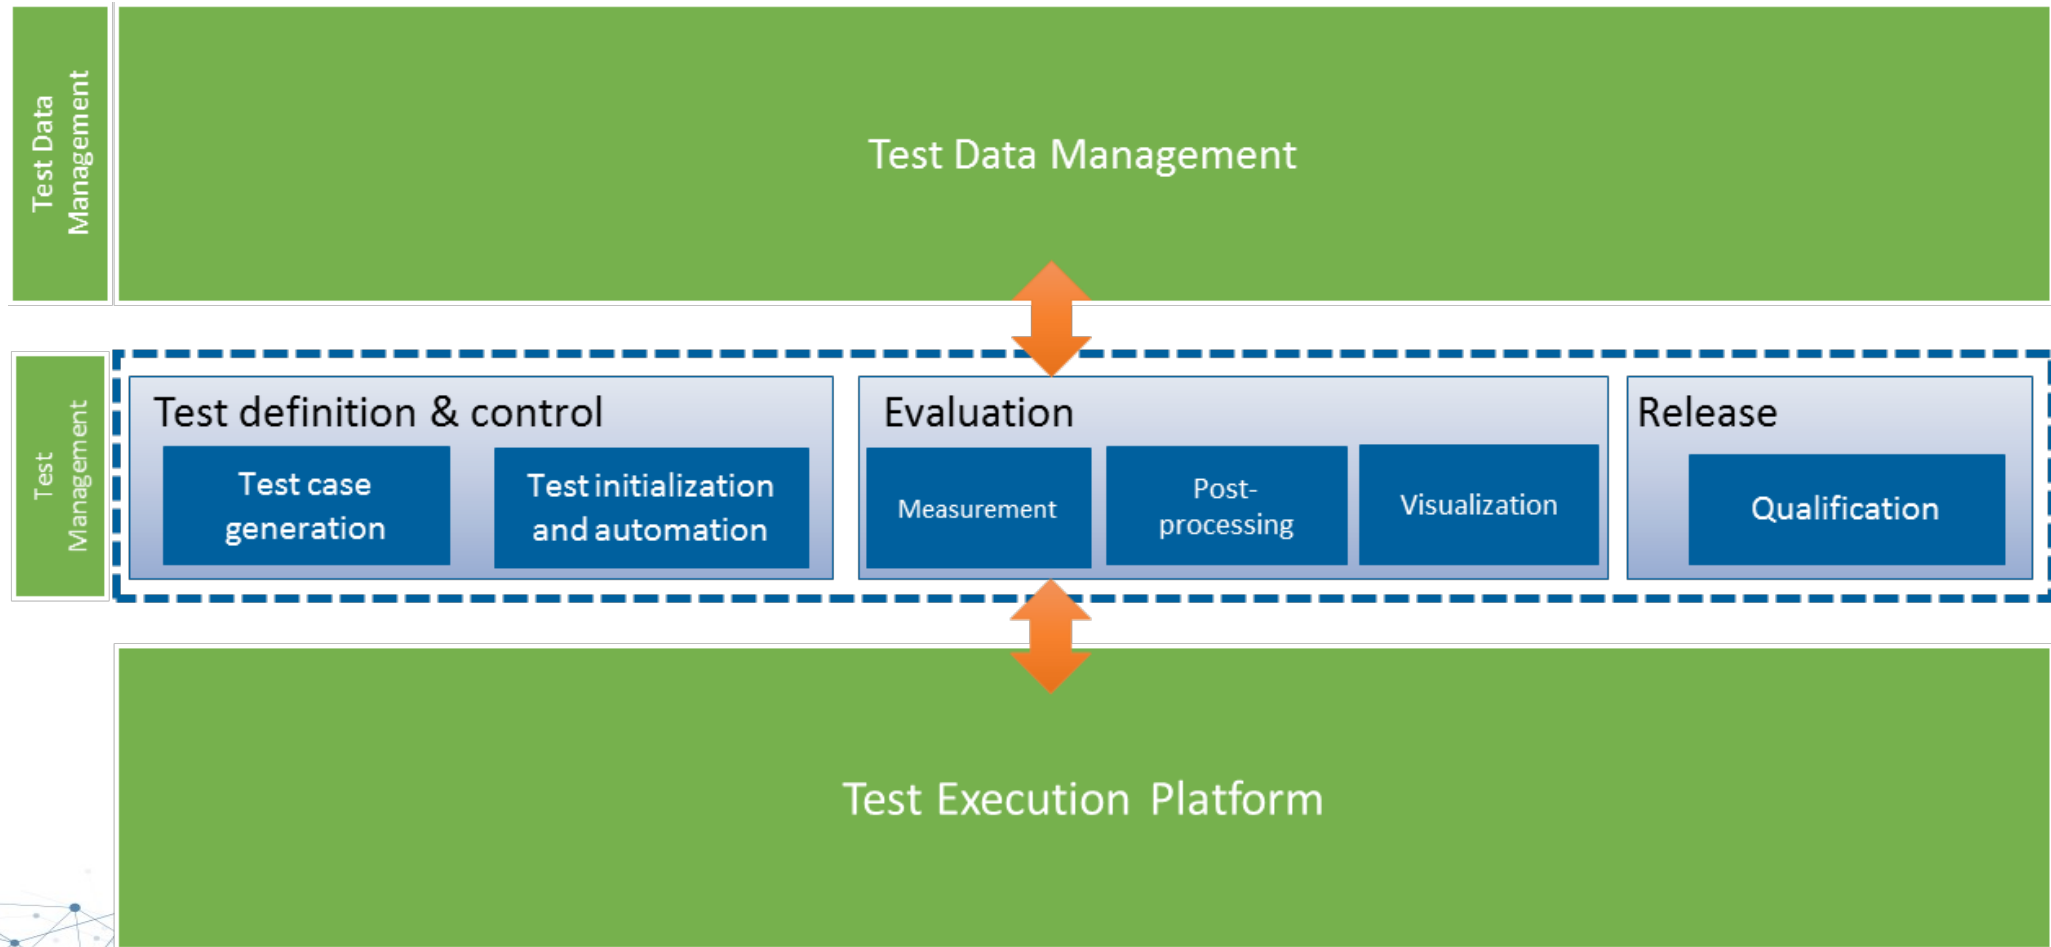 Test Data
Management
Test Data Management
Test
Management
Test definition & control
Test case
generation
Test initialization
and automation
Evaluation
Measurement
Post-
processing
Visualization
Release
Qualification
Test Execution Platform